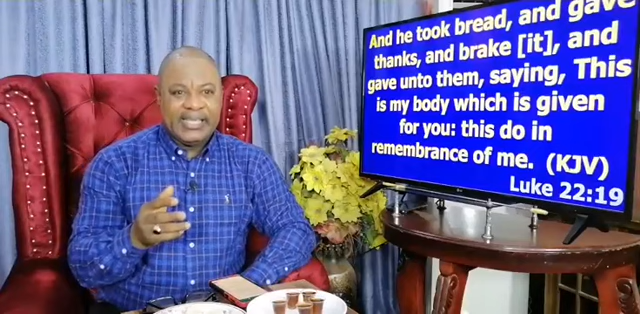 And he took bread, and gave
thanks, and brake [it], and
gave unto them, saying, This
is my body which is given
for you: this do in
remembrance of me. (KJV)
Luke 22:19